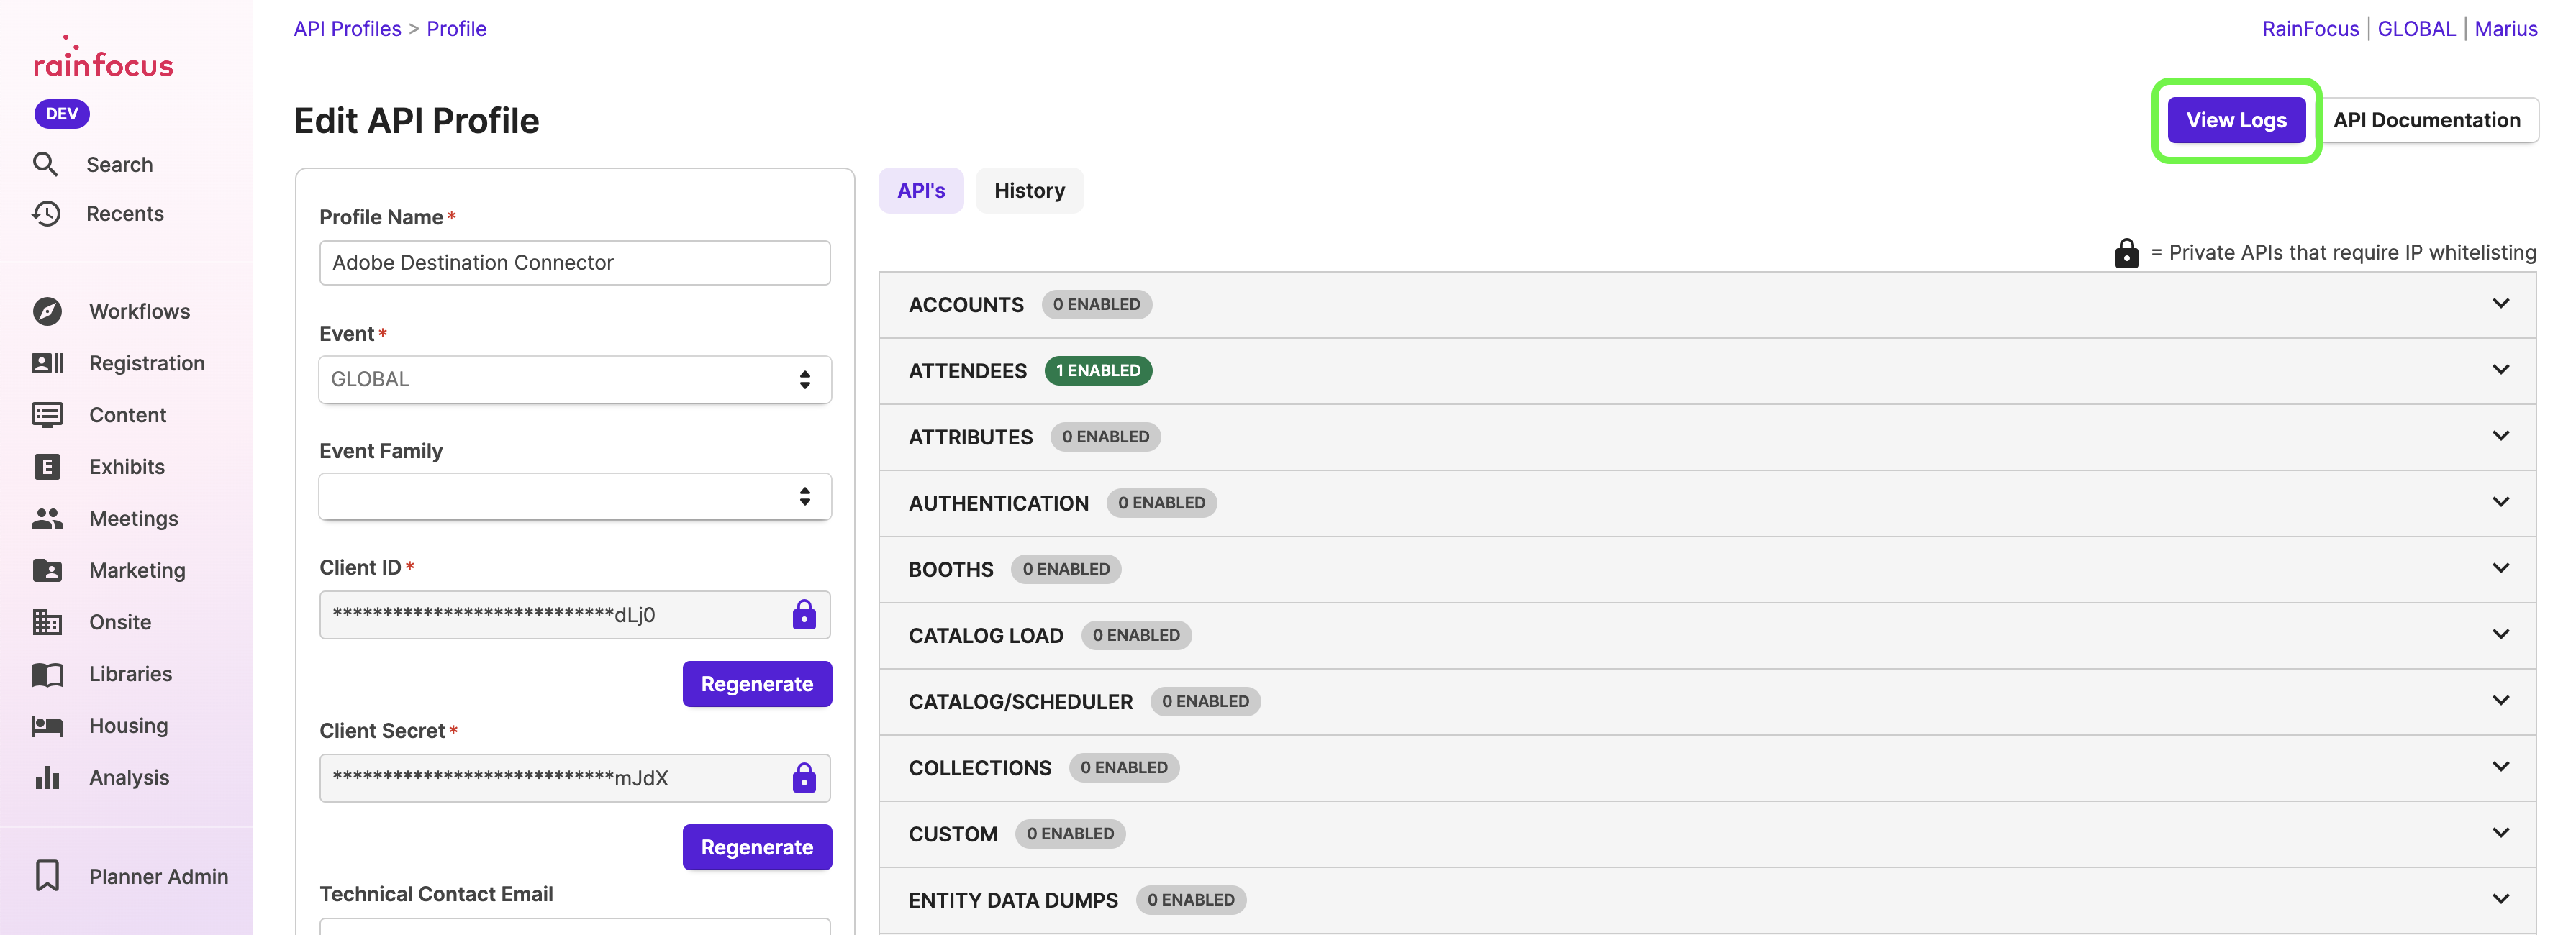 rainfocus
DEV
Search
Recents
Workflows
Registration
Content
E
Exhibits
Meetings
Marketing
Onsite
Libraries
Housing
Analysis
Planner Admin
API Profiles > Profile
RainFocus | GLOBAL | Marius
Edit API Profile
View Logs
API Documentation
Profile Name*
Adobe Destination Connector
Event*
GLOBAL
Event Family
Client ID*
****************************dLj0
Regenerate
Client Secret*
****************************mJdX
Regenerate
Technical Contact Email
API's
History
= Private APIs that require IP whitelisting
ACCOUNTS 0 ENABLED
ATTENDEES 1 ENABLED
ATTRIBUTES 0 ENABLED
AUTHENTICATION 0 ENABLED
BOOTHS 0 ENABLED
CATALOG LOAD 0 ENABLED
CATALOG/SCHEDULER 0 ENABLED
COLLECTIONS 0 ENABLED
CUSTOM 0 ENABLED
ENTITY DATA DUMPS 0 ENABLED